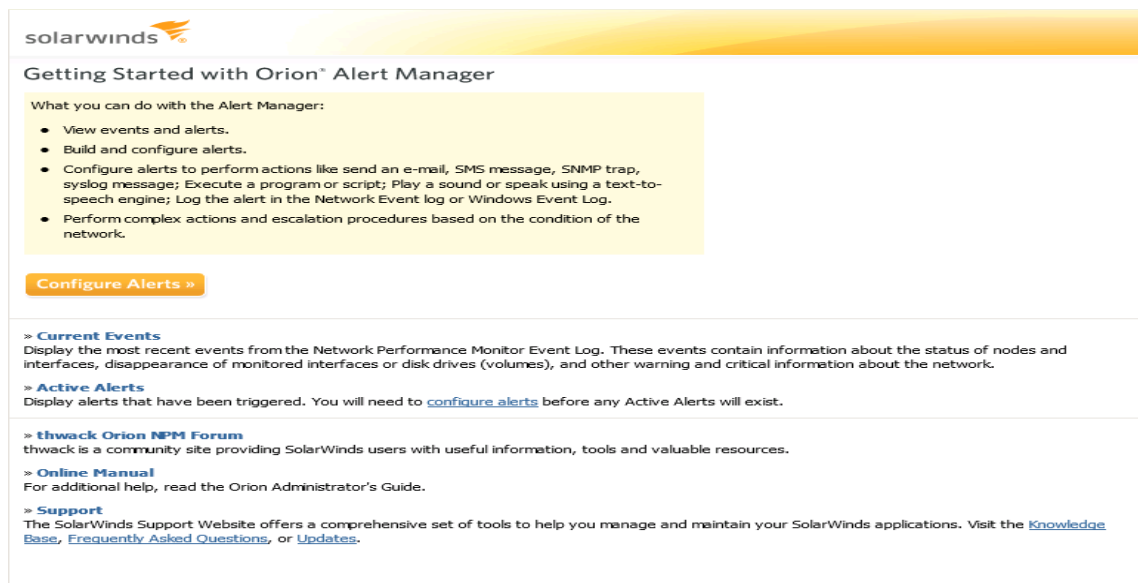 solarwinds
Getting Started with Orion® Alert Manager
What you can do with the Alert Manager:
● View events and alerts.
● Build and configure alerts.
● Configure alerts to perform actions like send an e-mail, SMS message, SNMP trap,
syslog message; Execute a program or script; Play a sound or speak using a text-to-
speech engine; Log the alert in the Network Event log or Windows Event Log.
● Perform complex actions and escalation procedures based on the condition of the
network.
Configure Alerts »
» Current Events
Display the most recent events from the Network Performance Monitor Event Log. These events contain information about the status of nodes and
interfaces, disappearance of monitored interfaces or disk drives (volumes), and other warning and critical information about the network.
» Active Alerts
Display alerts that have been triggered. You will need to configure alerts before any Active Alerts will exist.
» thwack Orion NPM Forum
thwack is a community site providing SolarWinds users with useful information, tools and valuable resources.
» Online Manual
For additional help, read the Orion Administrator's Guide.
» Support
The SolarWinds Support Website offers a comprehensive set of tools to help you manage and maintain your SolarWinds applications. Visit the Knowledge
Base, Frequently Asked Questions, or Updates.